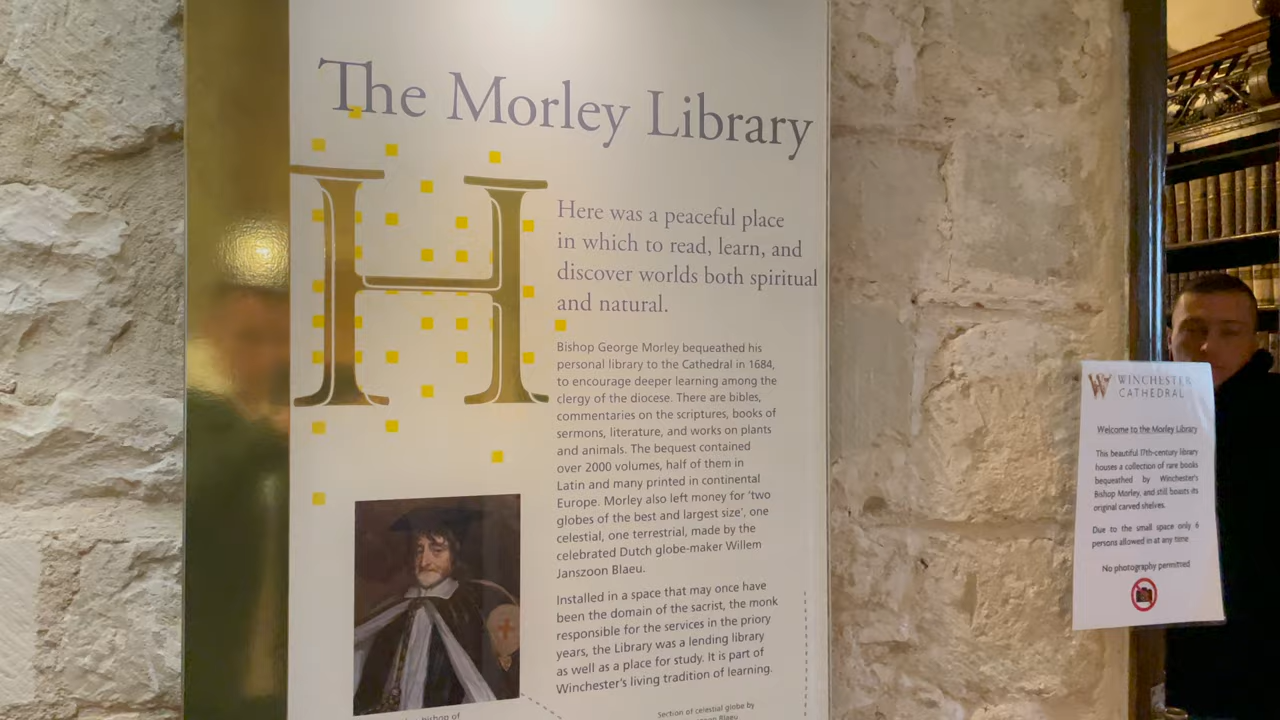 The Morley Library
H
Here was a peaceful place
in which to read, learn, and
discover worlds both spiritual
and natural.
Bishop George Morley bequeathed his
personal library to the Cathedral in 1684,
to encourage deeper learning among the
clergy of the diocese. There are bibles,
commentaries on the scriptures, books of
sermons, literature, and works on plants
and animals. The bequest contained
over 2000 volumes, half of them in
Latin and many printed in continental
Europe. Morley also left money for 'two
globes of the best and largest size', one
celestial, one terrestrial, made by the
celebrated Dutch globe-maker Willem
Janszoon Blaeu.
Installed in a space that may once have
been the domain of the sacrist, the monk
responsible for the services in the priory
years, the Library was a lending library
as well as a place for study. It is part of
Winchester's living tradition of learning.
bishop of
Section of celestial globe by
Blaeu
WINCHESTER
CATHEDRAL
Welcome to the Morley Library
This beautiful 17th-century library
houses a collection of rare books
bequeathed by Winchester's
Bishop Morley, and still boasts its
original carved shelves.
Due to the small space only 6
persons allowed in at any time
No photography permitted